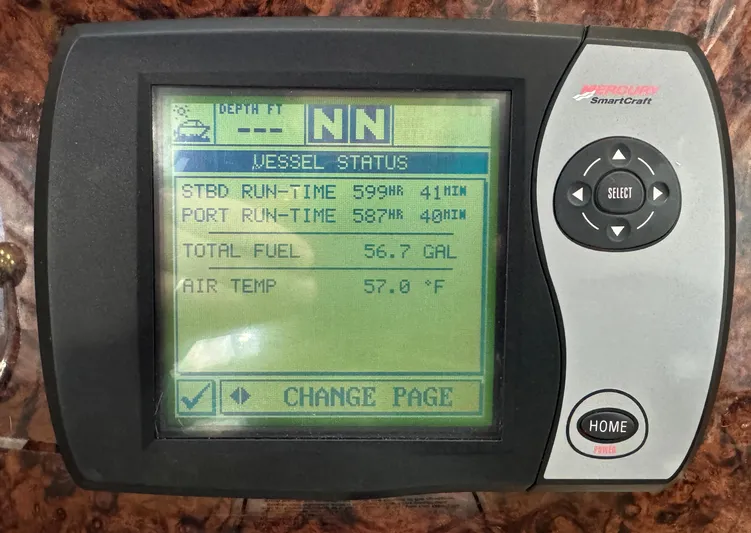 DEPTH FT
---
N N
VESSEL STATUS
STBD RUN-TIME 599HR 41MIN
PORT RUN-TIME 587HR 40MIN
TOTAL FUEL 56.7 GAL
AIR TEMP 57.0 °F
CHANGE PAGE
MERCURY
SmartCraft
SELECT
HOME
POWER